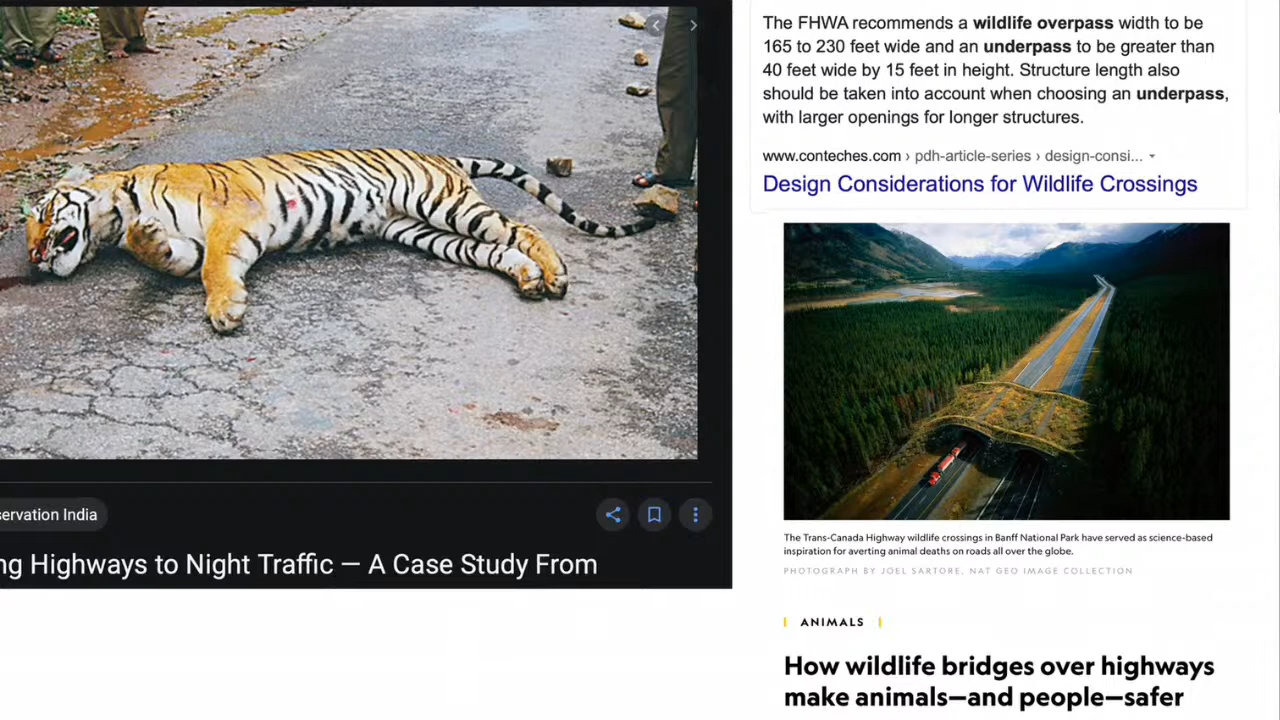 servation India
ng Highways to Night Traffic — A Case Study From
The FHWA recommends a wildlife overpass width to be
165 to 230 feet wide and an underpass to be greater than
40 feet wide by 15 feet in height. Structure length also
should be taken into account when choosing an underpass,
with larger openings for longer structures.
www.conteches.com › pdh-article-series › design-consi...
Design Considerations for Wildlife Crossings
The Trans-Canada Highway wildlife crossings in Banff National Park have served as science-based
inspiration for averting animal deaths on roads all over the globe.
PHOTOGRAPH BY JOEL SARTORE, NAT GEO IMAGE COLLECTION
ANIMALS
How wildlife bridges over highways
make animals—and people—safer